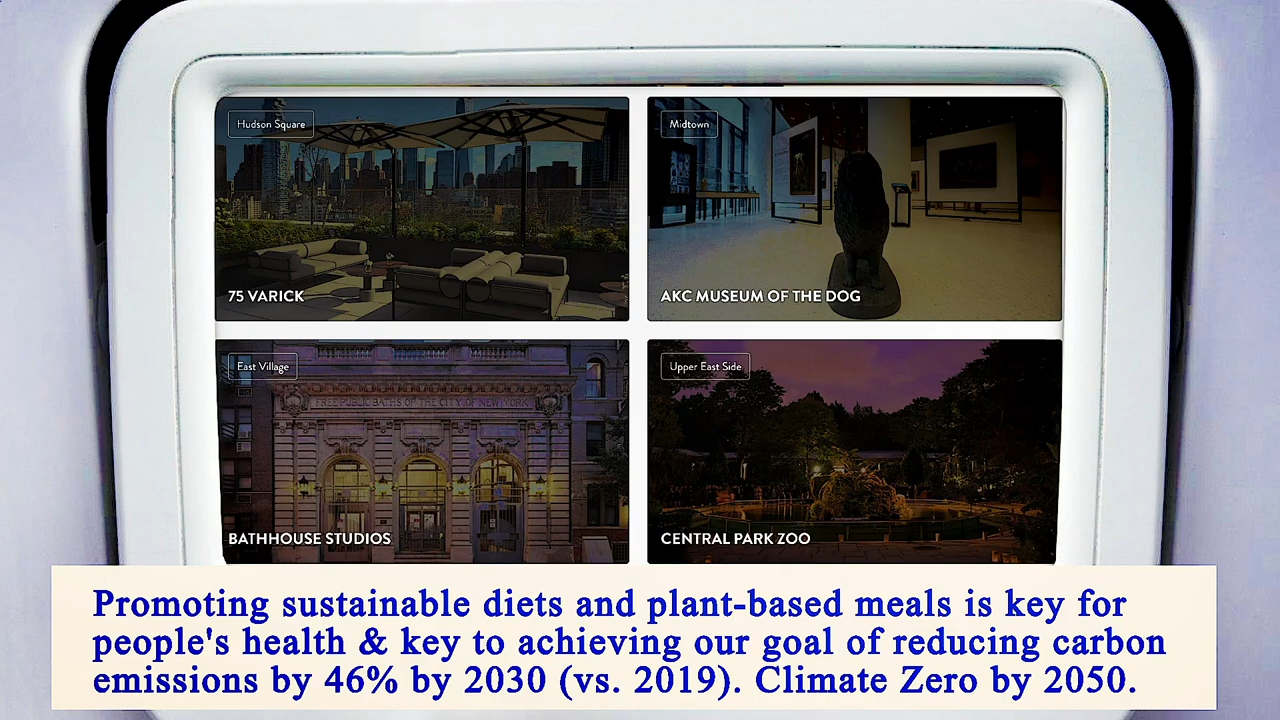 Hudson Square
Midtown
75 VARICK
AKC MUSEUM OF THE DOG
East Village
Upper East Side
FREE PUBLIC BATHS OF THE CITY OF NEW YORK
BATHHOUSE STUDIOS
CENTRAL PARK ZOO
Promoting sustainable diets and plant-based meals is key for
people's health & key to achieving our goal of reducing carbon
emissions by 46% by 2030 (vs. 2019). Climate Zero by 2050.